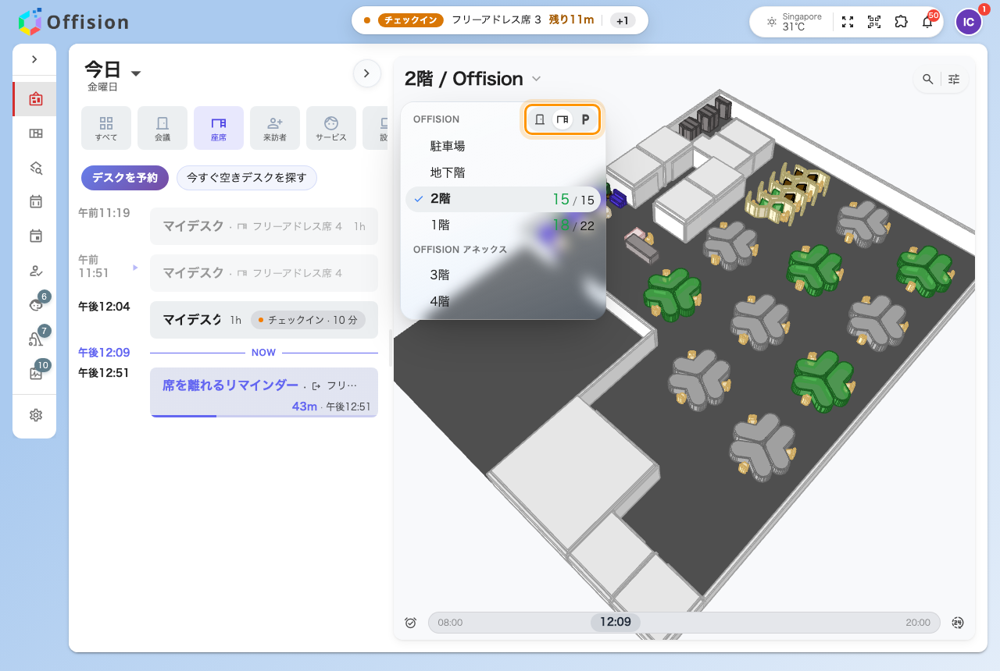 Offision
チェックイン フリーアドレス席 3 残り11m +1
Singapore
31℃
50
1
IC
今日
金曜日
すべて
会議
座席
来訪者
サービス
デスクを予約
今すぐ空きデスクを探す
午前11:19
マイデスク · フリーアドレス席 4 1h
午前
11:51
マイデスク · フリーアドレス席 4
午後12:04
マイデスク 1h チェックイン · 10 分
午後12:09 NOW
午後12:51
席を離れるリマインダー · フリ…
43m · 午後12:51
6
7
10
2階 / Offision
OFFISION
P
駐車場
地下階
2階 15 / 15
1階 18 / 22
OFFISION アネックス
3階
4階
08:00
12:09
20:00
24